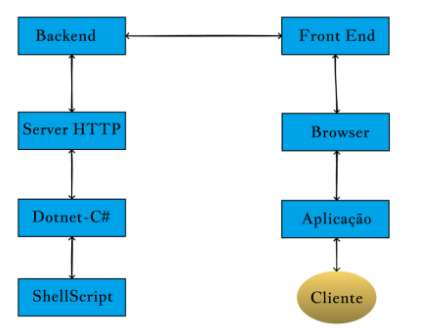 Backend
Front End
Server HTTP
Browser
Dotnet-C#
Aplicação
ShellScript
Cliente